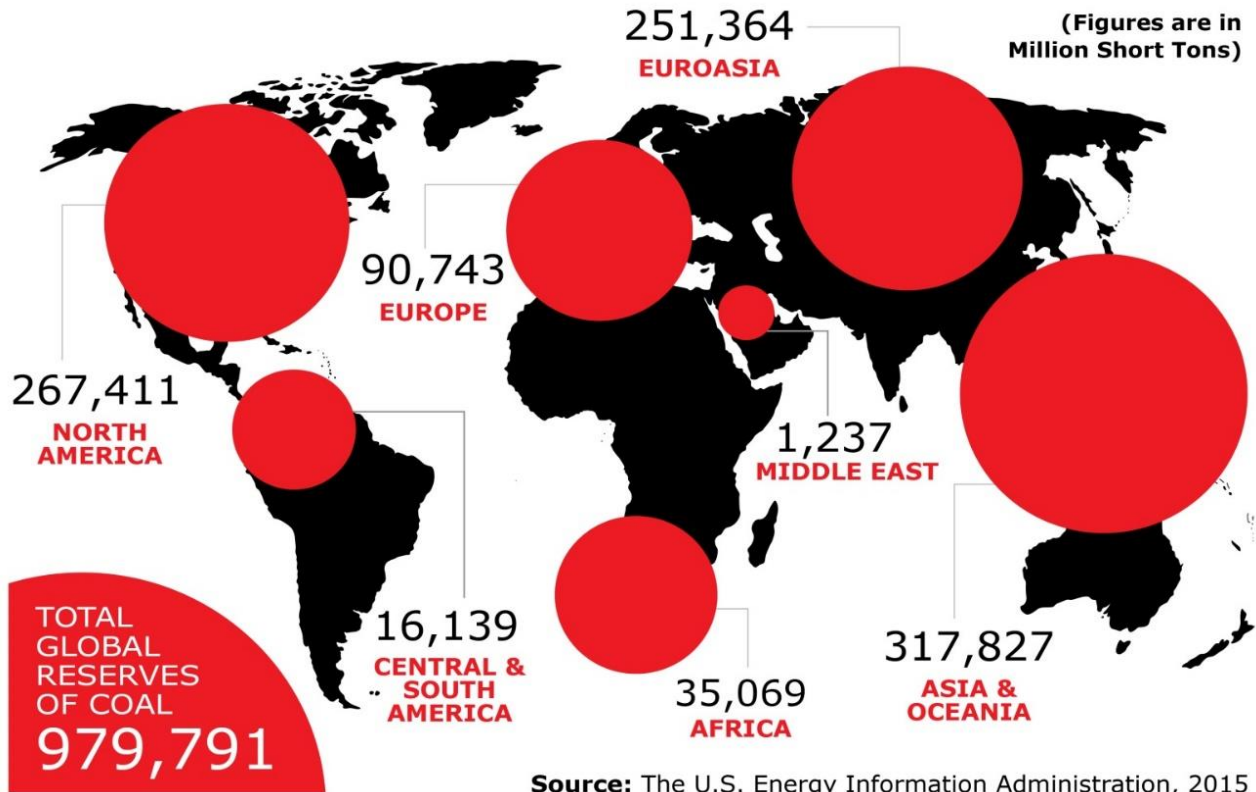 251,364
EUROASIA
(Figures are in
Million Short Tons)
90,743
EUROPE
267,411
NORTH
AMERICA
1,237
MIDDLE EAST
16,139
CENTRAL &
SOUTH
AMERICA
35,069
AFRICA
317,827
ASIA &
OCEANIA
TOTAL
GLOBAL
RESERVES
OF COAL
979,791
Source: The U.S. Energy Information Administration, 2015